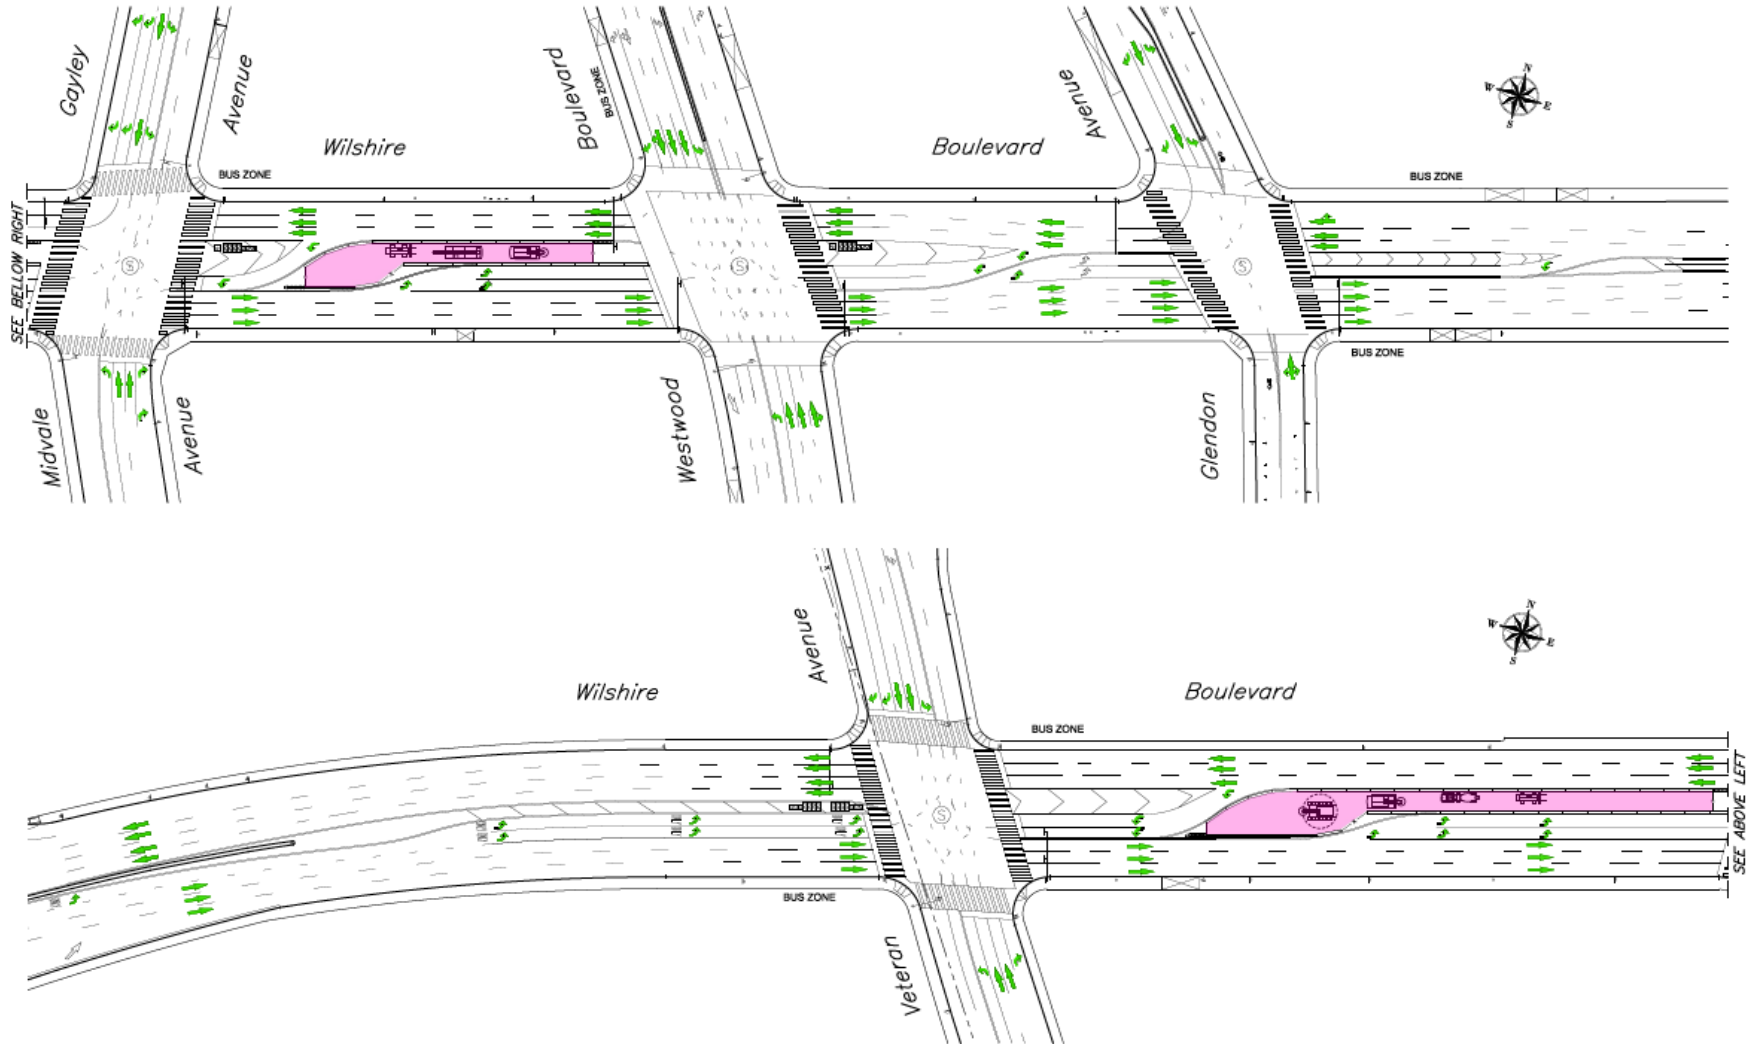 Gayley
Avenue
Wilshire
BUS ZONE
Boulevard
BUS ZONE
Boulevard
Avenue
BUS ZONE
N
W
E
S
SEE BELLOW RIGHT
S
S
S
BUS ZONE
Midvale
Avenue
Westwood
Glendon
Avenue
Wilshire
Boulevard
N
W
E
S
BUS ZONE
SEE ABOVE LEFT
S
BUS ZONE
Veteran